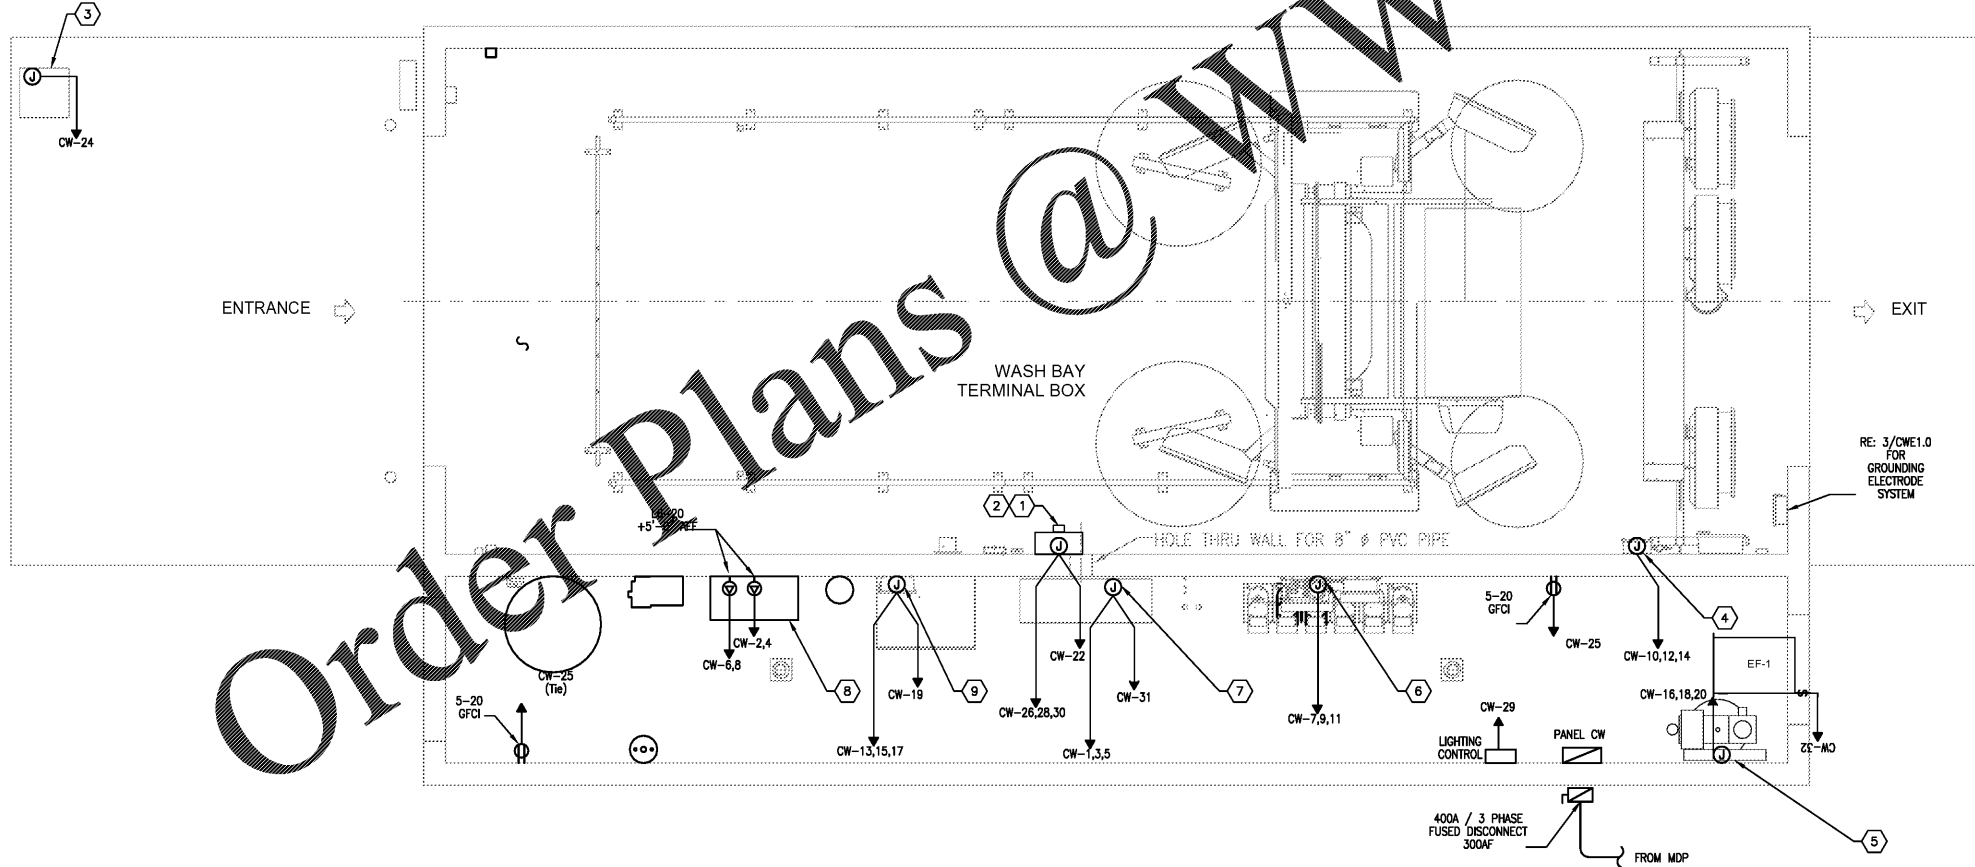 3
CW-24
ENTRANCE
EXIT
WASH BAY
TERMINAL BOX
RE: 3/CWE1.0
FOR
GROUNDING
ELECTRODE
SYSTEM
2
1
HOLE THRU WALL FOR 8" ø PVC PIPE
J
J
J
J
J
J
J
5-20
GFCI
CW-25
4
CW-10,12,14
EF-1
CW-2,4
CW-6,8
CW-25
(Tie)
8
CW-19
9
CW-22
CW-26,28,30
CW-31
7
CW-7,9,11
6
CW-16,18,20
$
5-20
GFCI
CW-13,15,17
CW-1,3,5
CW-29
LIGHTING
CONTROL
PANEL CW
CW-32
5
400A / 3 PHASE
FUSED DISCONNECT
300AF
FROM MDP
Order Plans @ ww